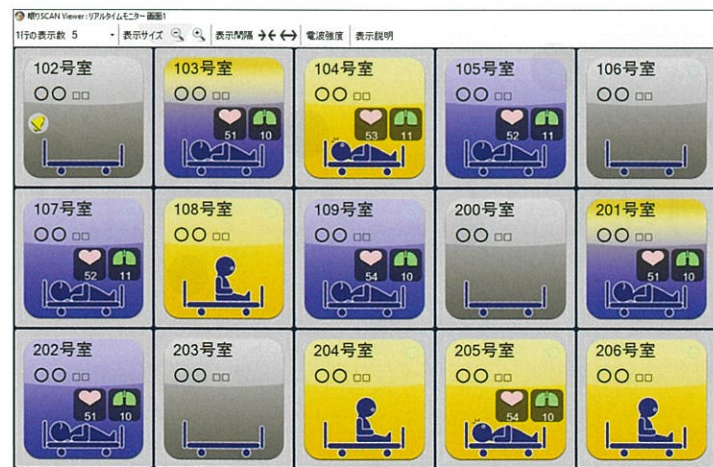 眠りSCAN Viewer:リアルタイムモニター 画面1
1行の表示数 5 表示サイズ 表示間隔 電波強度 表示説明
102号室 103号室 104号室 105号室 106号室
○○ □□ ○○ □□ ○○ □□ ○○ □□ ○○ □□
51 10 53 11 52 11
107号室 108号室 109号室 200号室 201号室
○○ □□ ○○ □□ ○○ □□ ○○ □□ ○○ □□
52 11 54 10 51 10
202号室 203号室 204号室 205号室 206号室
○○ □□ ○○ □□ ○○ □□ ○○ □□ ○○ □□
51 10 54 10